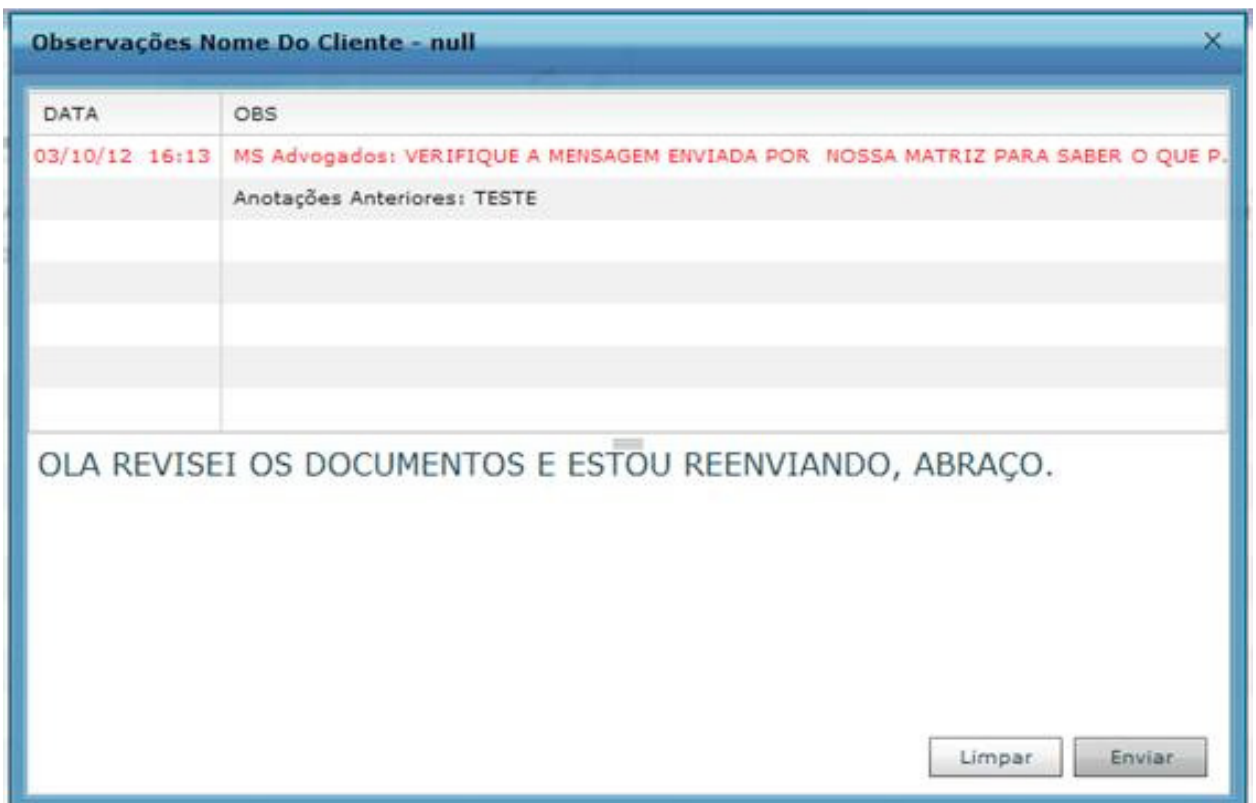 Observações Nome Do Cliente - null
DATA OBS
03/10/12 16:13 MS Advogados: VERIFIQUE A MENSAGEM ENVIADA POR NOSSA MATRIZ PARA SABER O QUE P.
Anotações Anteriores: TESTE
OLA REVISEI OS DOCUMENTOS E ESTOU REENVIANDO, ABRAÇO.
Limpar Enviar